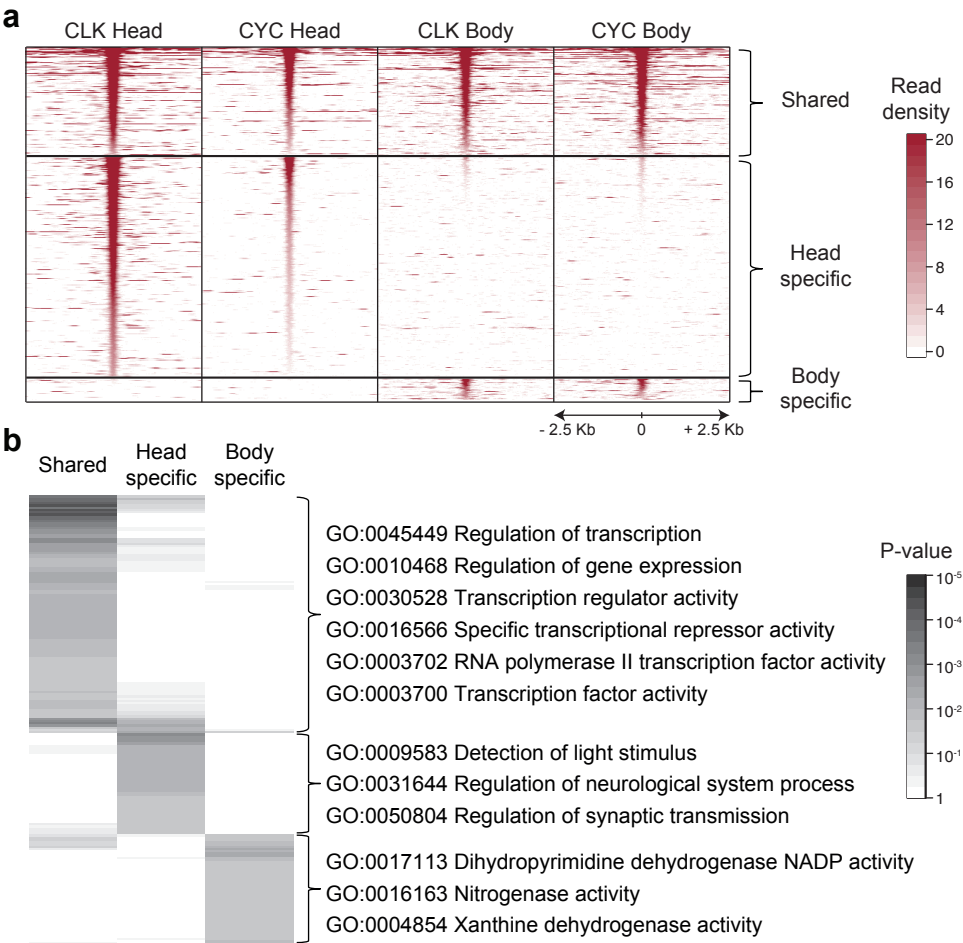 a
CLK Head
CYC Head
CLK Body
CYC Body
Shared
Head
specific
Body
specific
Read
density
20
16
12
8
4
0
- 2.5 Kb
0
+ 2.5 Kb
b
Shared
Head
specific
Body
specific
GO:0045449 Regulation of transcription
GO:0010468 Regulation of gene expression
GO:0030528 Transcription regulator activity
GO:0016566 Specific transcriptional repressor activity
GO:0003702 RNA polymerase II transcription factor activity
GO:0003700 Transcription factor activity
GO:0009583 Detection of light stimulus
GO:0031644 Regulation of neurological system process
GO:0050804 Regulation of synaptic transmission
GO:0017113 Dihydropyrimidine dehydrogenase NADP activity
GO:0016163 Nitrogenase activity
GO:0004854 Xanthine dehydrogenase activity
P-value
10⁻⁵
10⁻⁴
10⁻³
10⁻²
10⁻¹
1